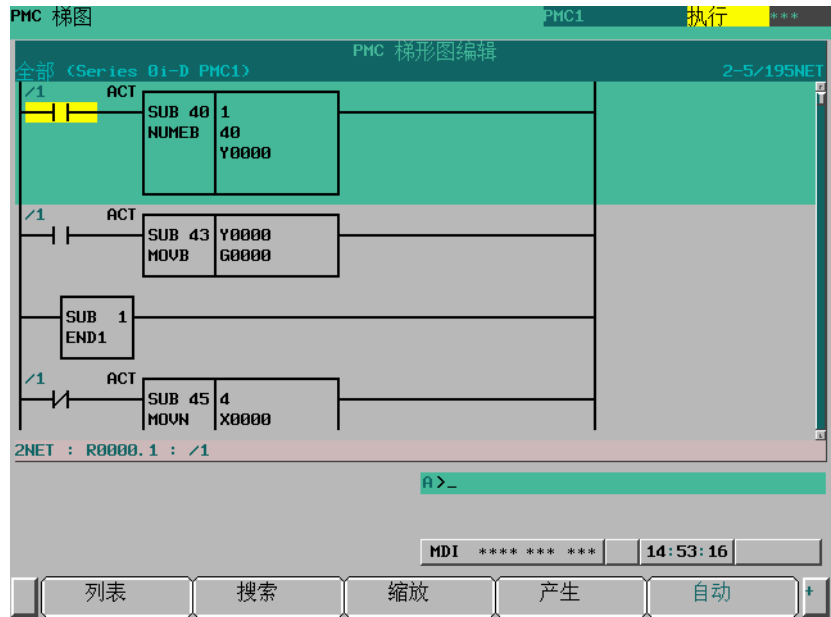 PMC 梯图 PMC1 执行 ***
PMC 梯形图编辑
全部 (Series 0i-D PMC1) 2-5/195NET
/1 ACT
SUB 40 1
NUMEB 40
Y0000
/1 ACT
SUB 43 Y0000
MOVB G0000
SUB 1
END1
/1 ACT
SUB 45 4
MOVN X0000
2NET : R0000.1 : /1
A>_
MDI **** *** *** 14:53:16
列表 搜索 缩放 产生 自动 +